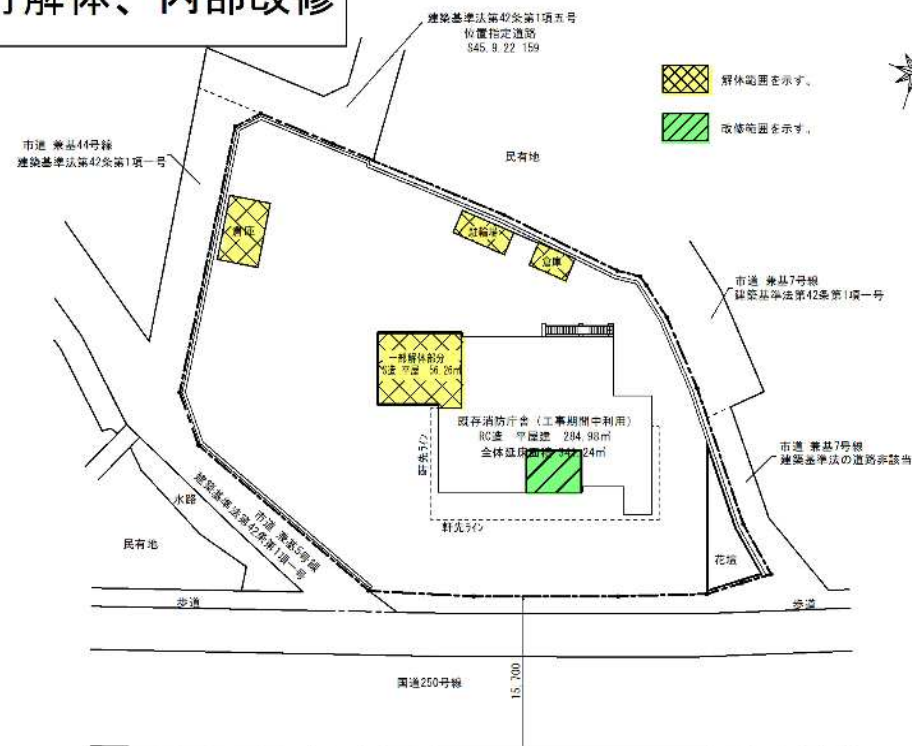 解体、内部改修
建築基準法第42条第1項五号
位置指定道路
S45.9.22 159
解体範囲を示す。
改修範囲を示す。
市道 兼基44号線
建築基準法第42条第1項一号
民有地
倉庫
駐輪場
倉庫
市道 兼基7号線
建築基準法第42条第1項一号
一部解体部分
S造 平屋 56.26㎡
既存消防庁舎（工事期間中利用）
RC造 平屋建 284.98㎡
全体延床面積 341.24㎡
軒先ライン
軒先ライン
市道 兼基7号線
建築基準法の道路非該当
水路
市道 兼基5号線
建築基準法第42条第1項一号
民有地
花壇
歩道
歩道
国道250号線
15,700